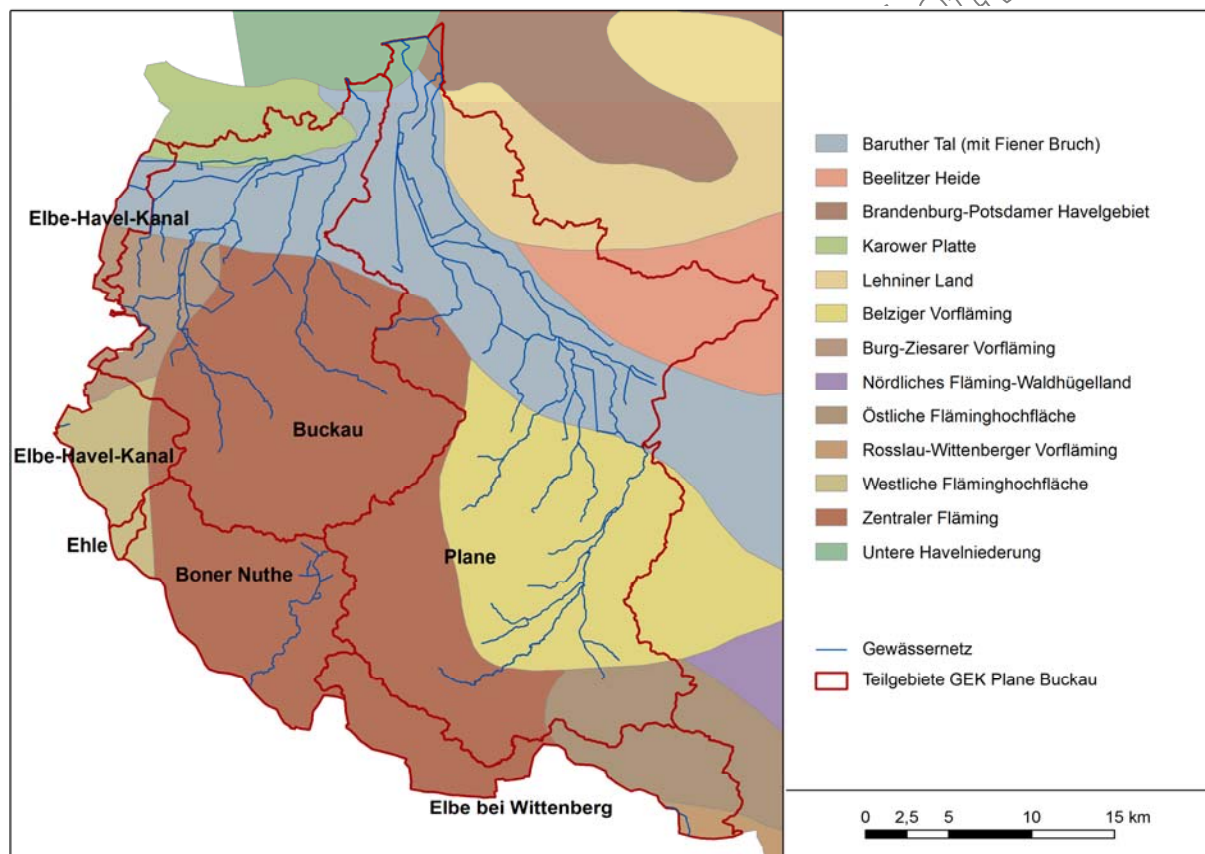 Elbe-Havel-Kanal
Buckau
Elbe-Havel-Kanal
Ehle
Boner Nuthe
Plane
Elbe bei Wittenberg
Baruther Tal (mit Fiener Bruch)
Beelitzer Heide
Brandenburg-Potsdamer Havelgebiet
Karower Platte
Lehniner Land
Belziger Vorfläming
Burg-Ziesarer Vorfläming
Nördliches Fläming-Waldhügelland
Östliche Fläminghochfläche
Rosslau-Wittenberger Vorfläming
Westliche Fläminghochfläche
Zentraler Fläming
Untere Havelniederung
Gewässernetz
Teilgebiete GEK Plane Buckau
0 2,5 5 10 15 km